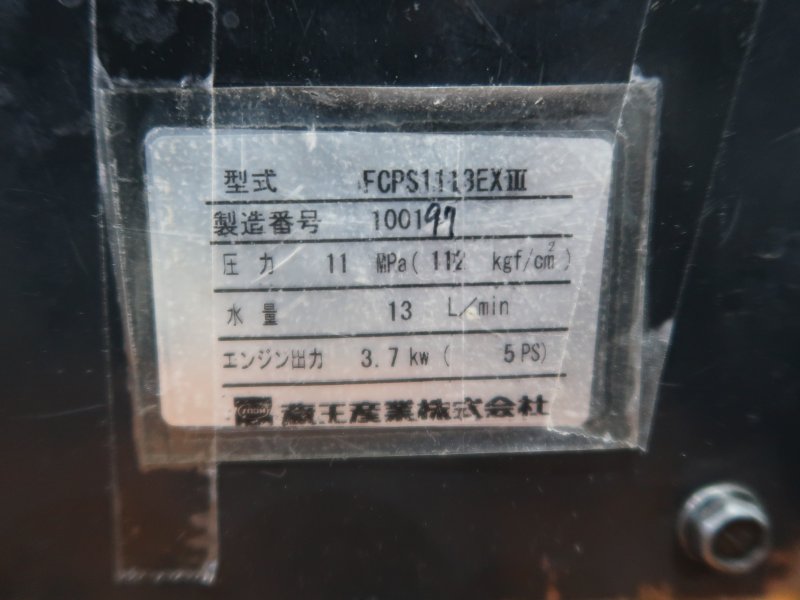 型式 FCPS1113EXⅢ
製造番号 100197
圧力 11 MPa( 112 kgf/cm²)
水量 13 L/min
エンジン出力 3.7 kw ( 5 PS)
蔵王産業株式会社